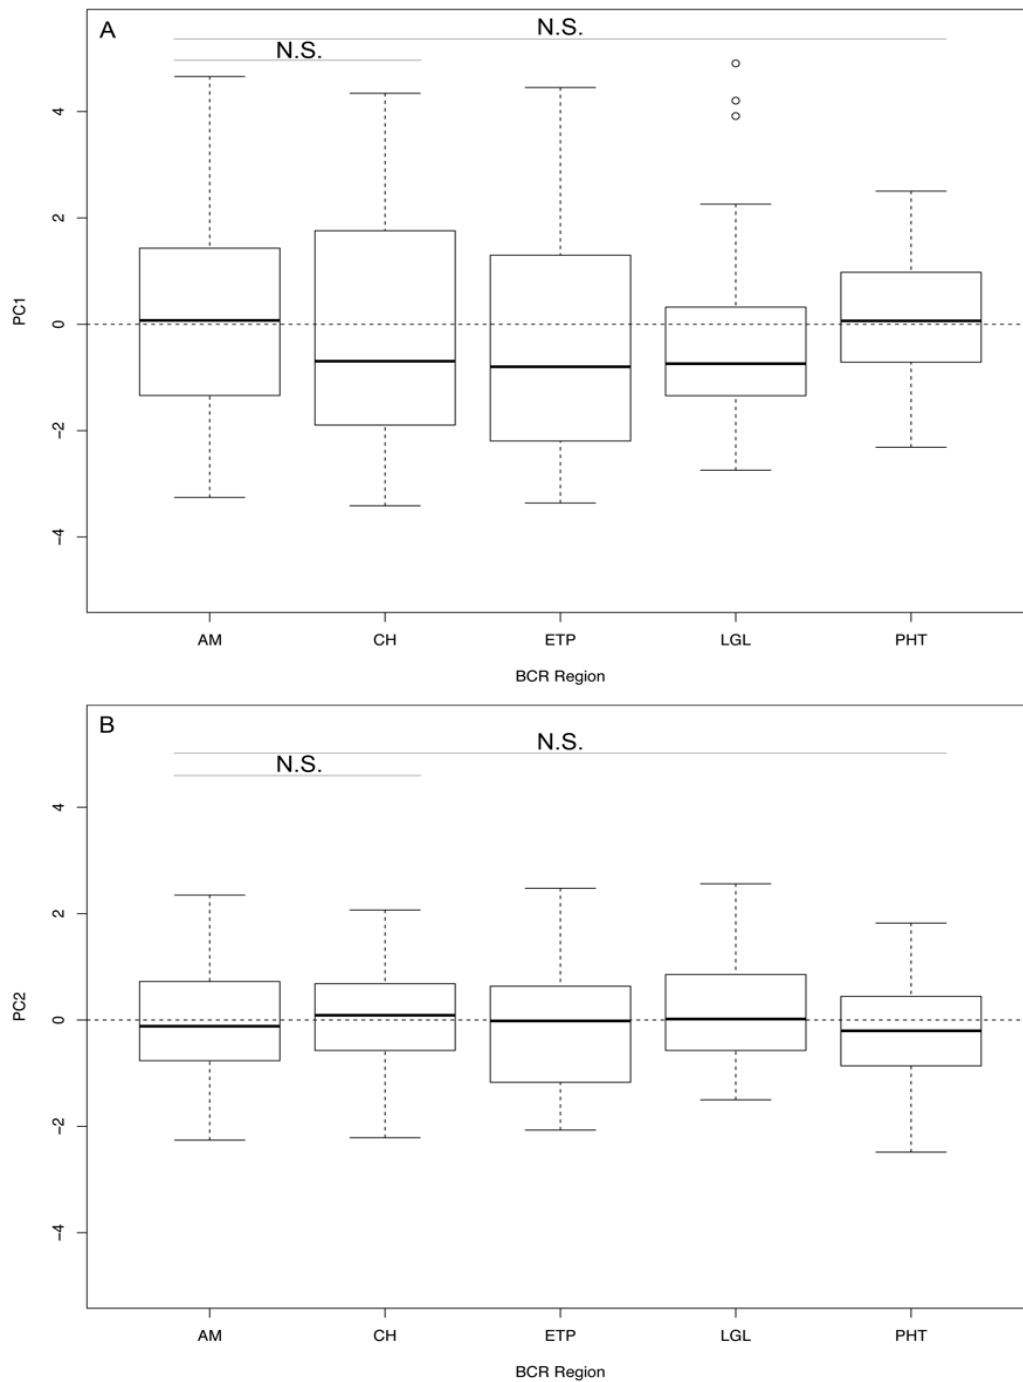 A
N.S.
N.S.
4
2
0
−2
−4
PC1
AM CH ETP LGL PHT
BCR Region
B
N.S.
N.S.
4
2
0
−2
−4
PC2
AM CH ETP LGL PHT
BCR Region